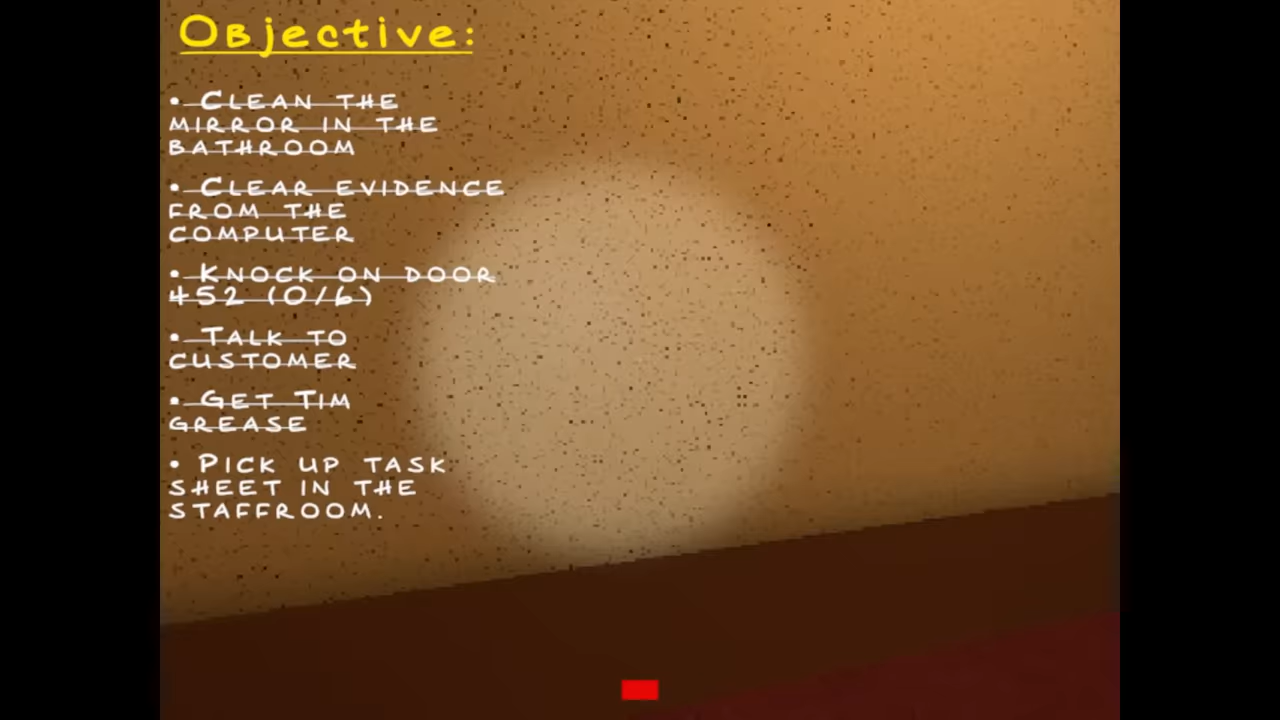 Objective:
• Clean the
mirror in the
bathroom
• Clear evidence
from the
computer
• Knock on door
452 (0/6)
• Talk to
customer
• Get Tim
grease
• Pick up task
sheet in the
staffroom.